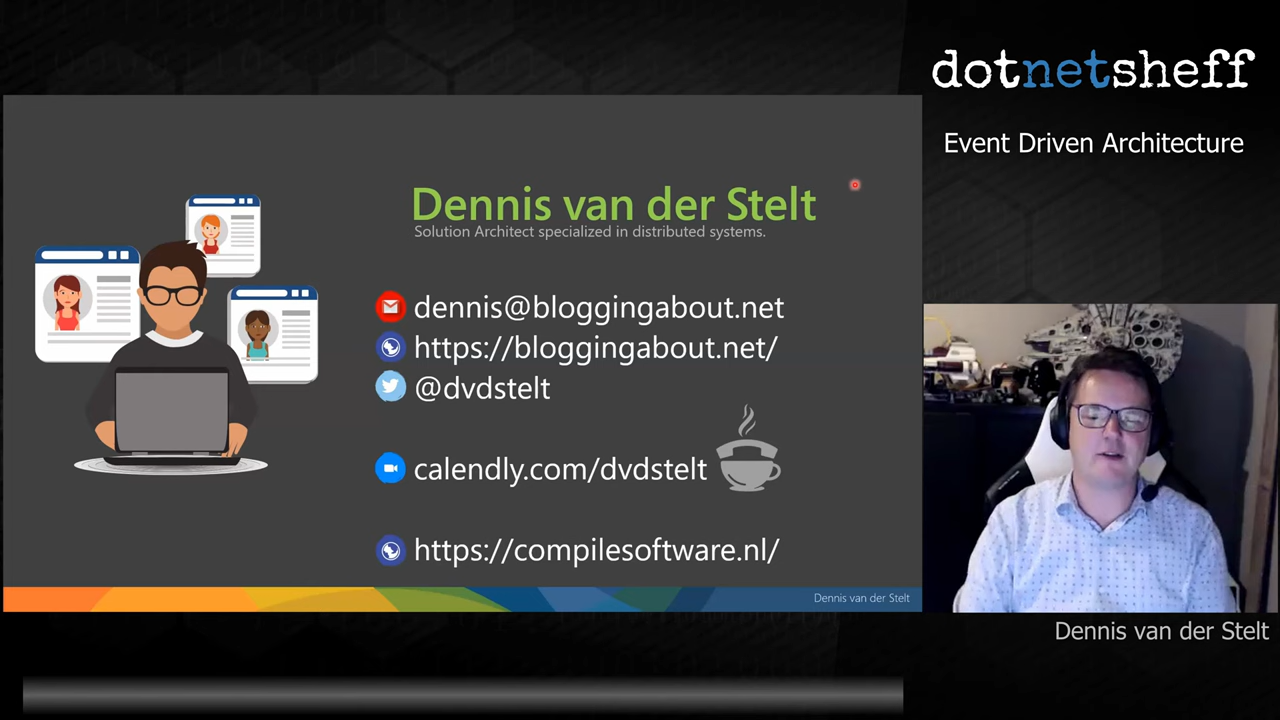 dotnetsheff
Event Driven Architecture
Dennis van der Stelt
Solution Architect specialized in distributed systems.
dennis@bloggingabout.net
https://bloggingabout.net/
@dvdstelt
calendly.com/dvdstelt
https://compilesoftware.nl/
Dennis van der Stelt
Dennis van der Stelt